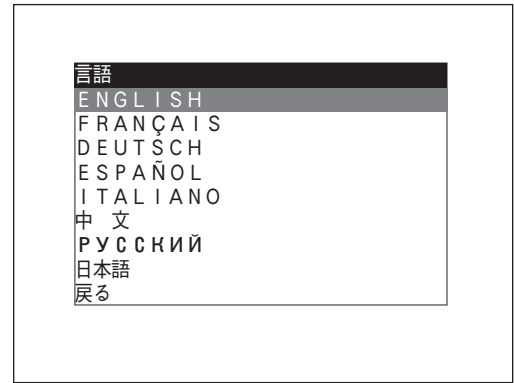 言語
ENGLISH
FRANÇAIS
DEUTSCH
ESPAÑOL
ITALIANO
中 文
РУССКИЙ
日本語
戻る